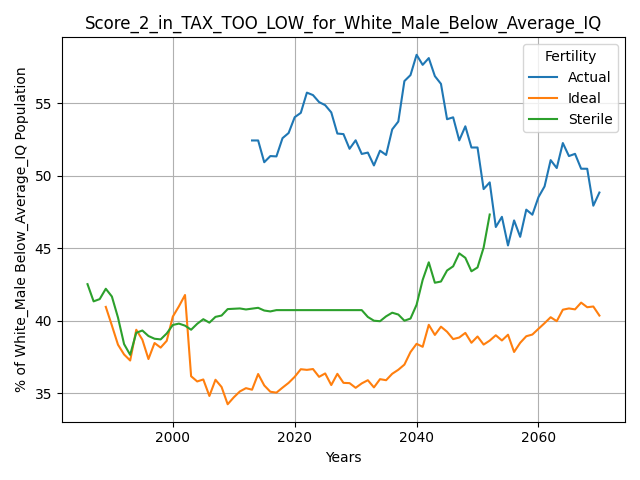 Score_2_in_TAX_TOO_LOW_for_White_Male_Below_Average_IQ
% of White_Male Below_Average_IQ Population
55
50
45
40
35
Fertility
Actual
Ideal
Sterile
2000
2020
2040
2060
Years